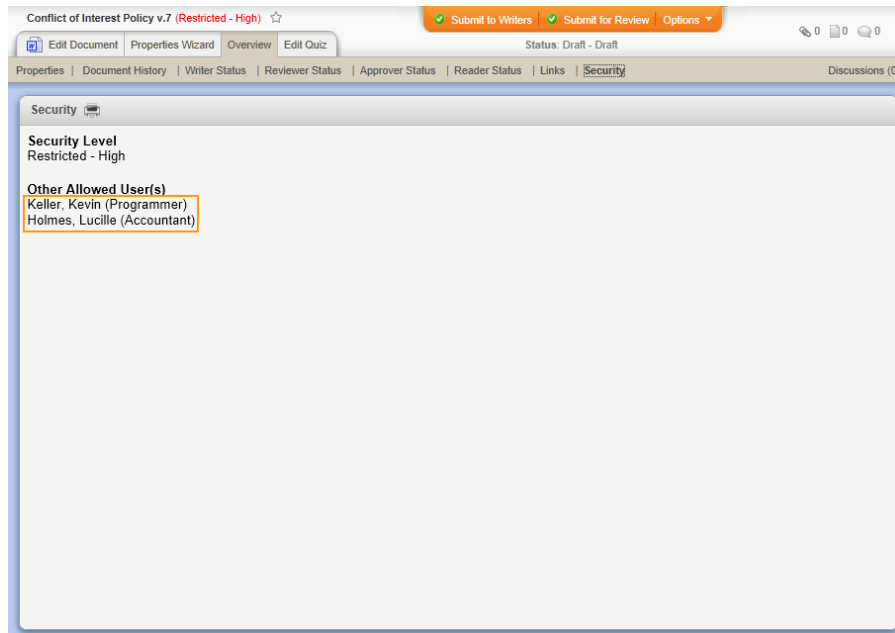 Conflict of Interest Policy v.7 (Restricted - High)
Submit to Writers Submit for Review Options
0 0 0
Edit Document Properties Wizard Overview Edit Quiz
Status: Draft - Draft
Properties | Document History | Writer Status | Reviewer Status | Approver Status | Reader Status | Links | Security Discussions (0
Security
Security Level
Restricted - High
Other Allowed User(s)
Keller, Kevin (Programmer)
Holmes, Lucille (Accountant)